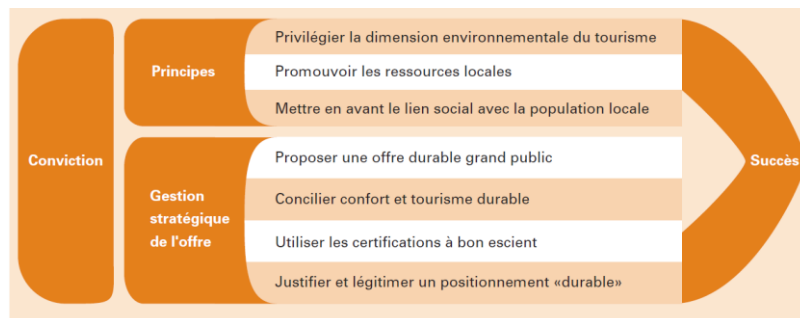 Conviction
Principes
Privilégier la dimension environnementale du tourisme
Promouvoir les ressources locales
Mettre en avant le lien social avec la population locale
Gestion
stratégique
de l'offre
Proposer une offre durable grand public
Concilier confort et tourisme durable
Utiliser les certifications à bon escient
Justifier et légitimer un positionnement «durable»
Succès